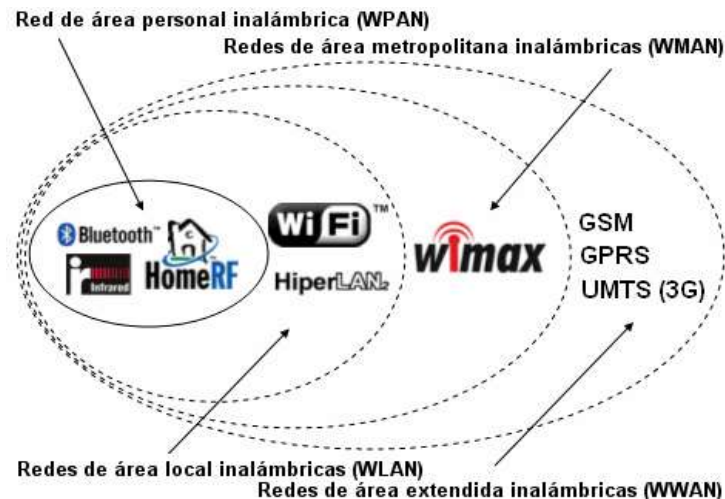 Red de área personal inalámbrica (WPAN)
Redes de área metropolitana inalámbricas (WMAN)
Bluetooth™
Infrared
HomeRF
WiFi™
HiperLAN2
wimax
GSM
GPRS
UMTS (3G)
Redes de área local inalámbricas (WLAN)
Redes de área extendida inalámbricas (WWAN)